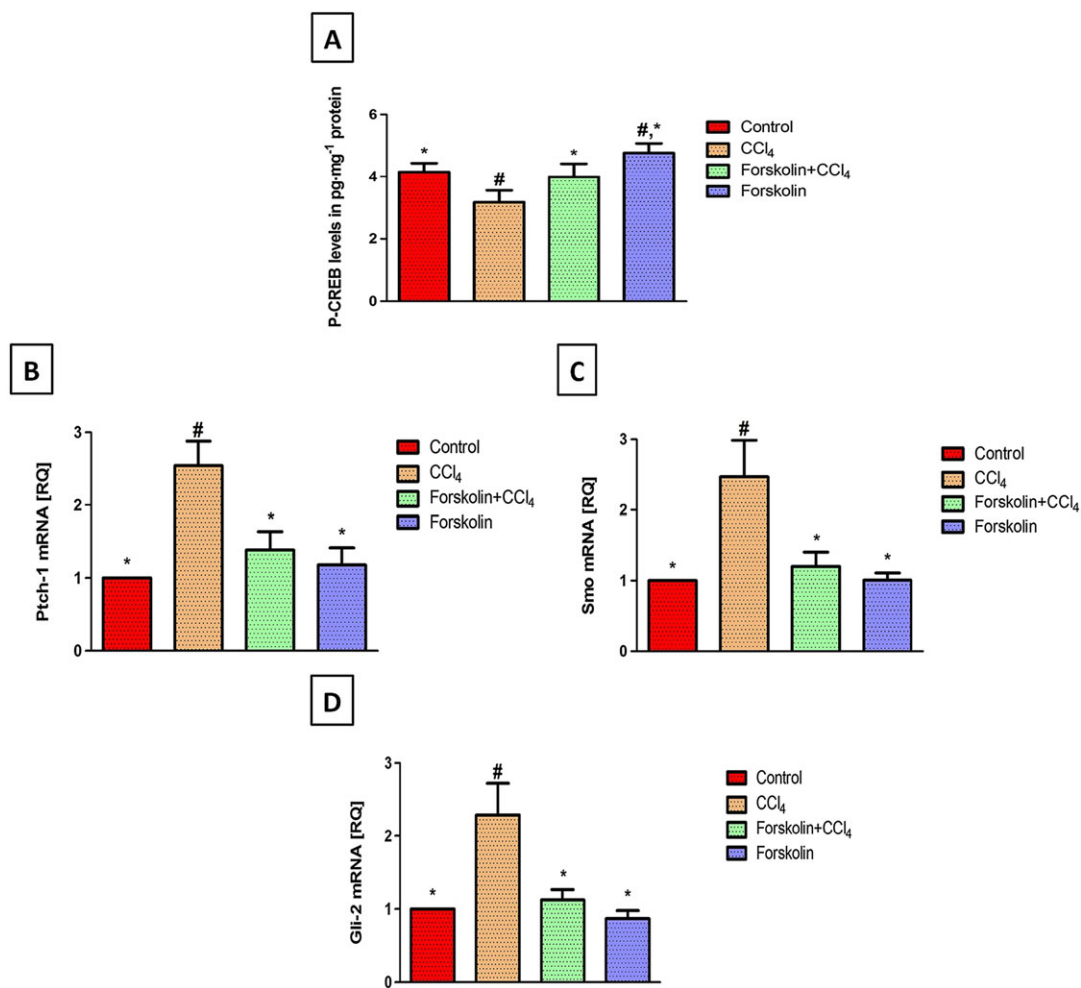 A
P-CREB levels in pg·mg⁻¹ protein
6
4
2
0
*
#
*
#,*
Control
CCl₄
Forskolin+CCl₄
Forskolin
B
Ptch-1 mRNA [RQ]
3
2
1
0
*
#
*
*
Control
CCl₄
Forskolin+CCl₄
Forskolin
C
Smo mRNA [RQ]
3
2
1
0
*
#
*
*
Control
CCl₄
Forskolin+CCl₄
Forskolin
D
Gli-2 mRNA [RQ]
3
2
1
0
*
#
*
*
Control
CCl₄
Forskolin+CCl₄
Forskolin